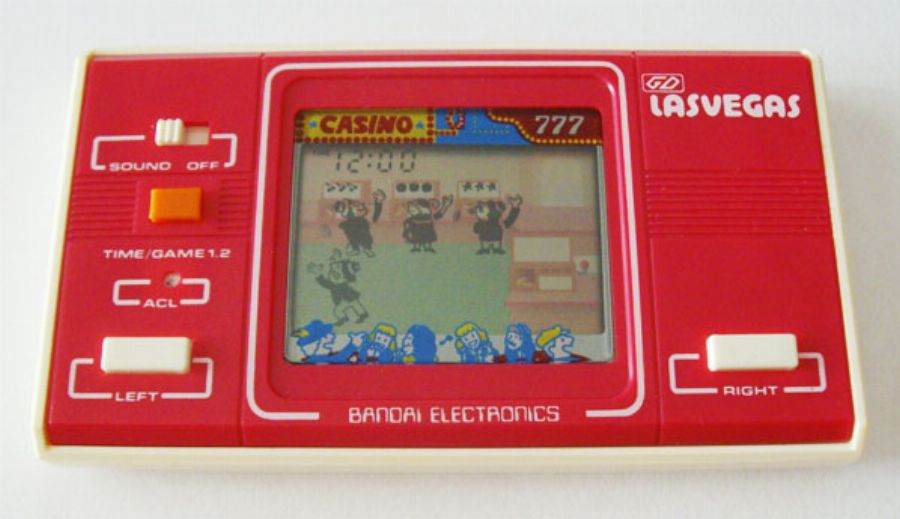 GD
LASVEGAS
CASINO
777
12:00
SOUND OFF
TIME/GAME 1.2
ACL
LEFT
RIGHT
BANDAI ELECTRONICS